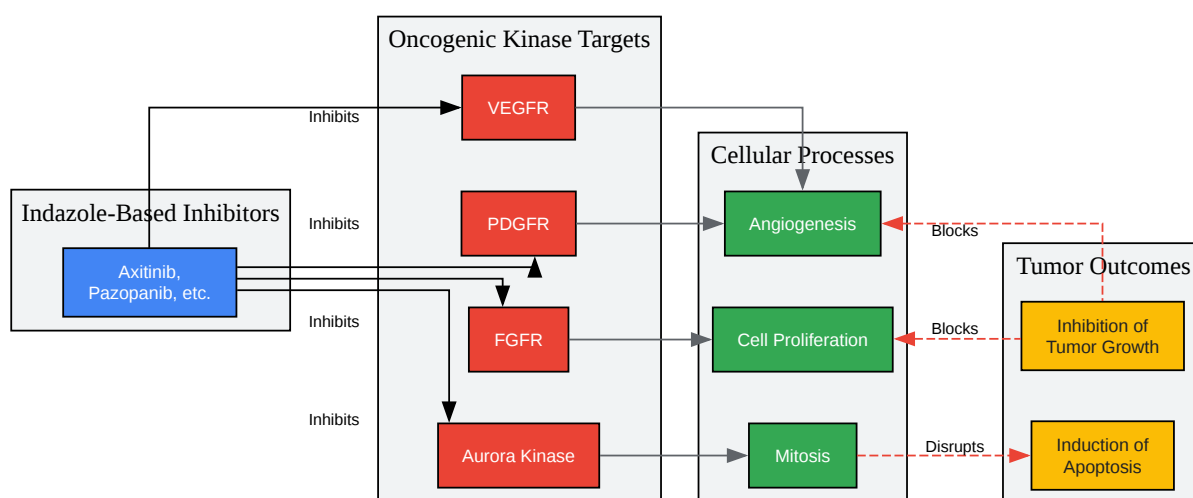 Oncogenic Kinase Targets
VEGFR
Inhibits
Cellular Processes
Indazole-Based Inhibitors
Inhibits
PDGFR
Angiogenesis
Blocks
Axitinib,
Pazopanib, etc.
Tumor Outcomes
Inhibits
FGFR
Cell Proliferation
Blocks
Inhibition of
Tumor Growth
Inhibits
Aurora Kinase
Mitosis
Disrupts
Induction of
Apoptosis